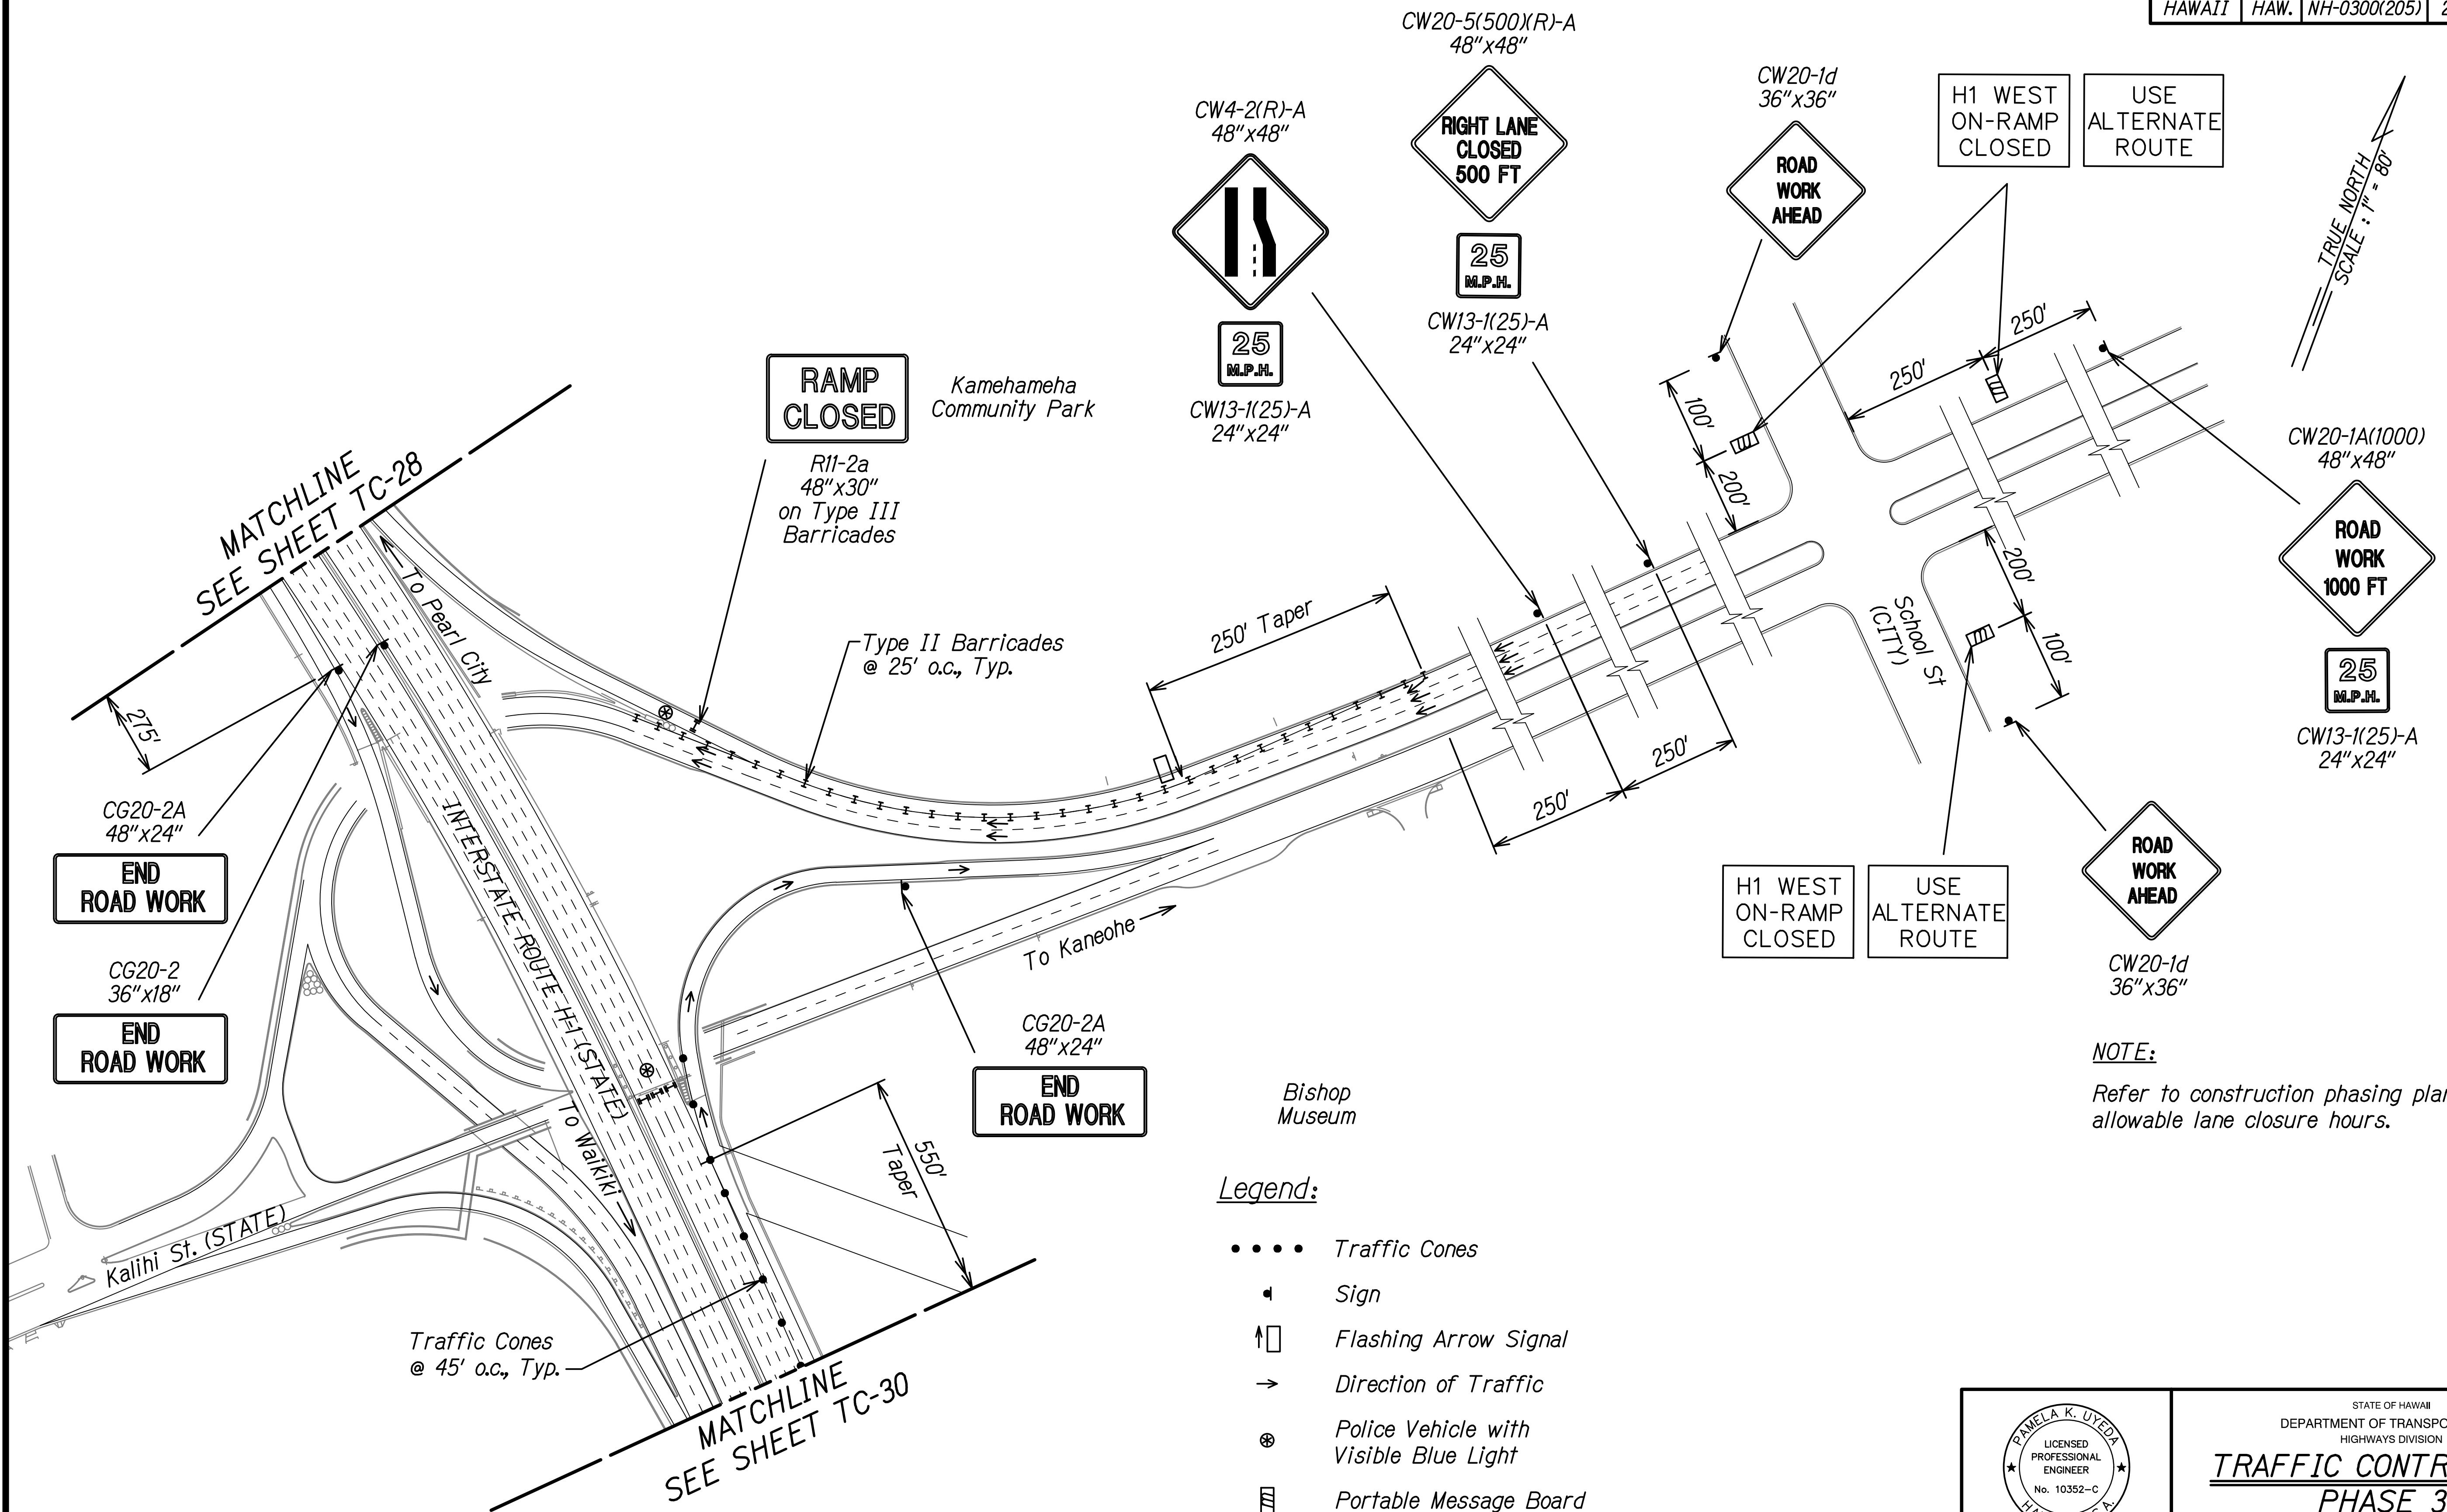 HAWAII HAW. NH-0300(205)
CW20-5(500)(R)-A
48"x48"
RIGHT LANE
CLOSED
500 FT
25
M.P.H.
CW13-1(25)-A
24"x24"
CW4-2(R)-A
48"x48"
25
M.P.H.
CW13-1(25)-A
24"x24"
CW20-1d
36"x36"
ROAD
WORK
AHEAD
H1 WEST
ON-RAMP
CLOSED
USE
ALTERNATE
ROUTE
TRUE NORTH
SCALE : 1" = 80'
RAMP
CLOSED
R11-2a
48"x30"
on Type III
Barricades
Kamehameha
Community Park
MATCHLINE
SEE SHEET TC-28
To Pearl City
Type II Barricades
@ 25' o.c., Typ.
250' Taper
100'
200'
250'
250'
CW20-1A(1000)
48"x48"
ROAD
WORK
1000 FT
25
M.P.H.
CW13-1(25)-A
24"x24"
School St
(CITY)
200'
100'
250'
250'
275'
CG20-2A
48"x24"
END
ROAD WORK
CG20-2
36"x18"
END
ROAD WORK
INTERSTATE ROUTE H-1 (STATE)
To Waikiki
To Kaneohe
H1 WEST
ON-RAMP
CLOSED
USE
ALTERNATE
ROUTE
ROAD
WORK
AHEAD
CW20-1d
36"x36"
CG20-2A
48"x24"
END
ROAD WORK
Bishop
Museum
550'
Taper
Kalihi St. (STATE)
Traffic Cones
@ 45' o.c., Typ.
MATCHLINE
SEE SHEET TC-30
NOTE:
Refer to construction phasing
allowable lane closure hours.
Legend:
Traffic Cones
Sign
Flashing Arrow Signal
Direction of Traffic
Police Vehicle with
Visible Blue Light
Portable Message Board
PAMELA K. UYEDA
LICENSED
PROFESSIONAL
ENGINEER
No. 10352-C
STATE OF HAWAII
DEPARTMENT OF
HIGHWAYS DIVISION
TRAFFIC
PHASE 3